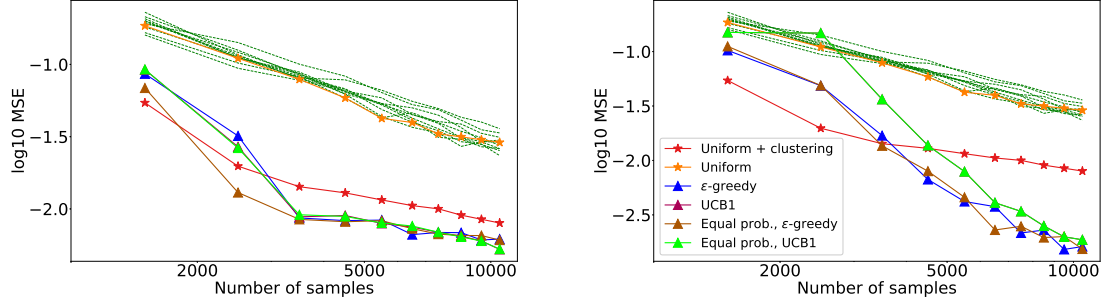 log10 MSE
−1.0
−1.5
−2.0
2000
5000
10000
Number of samples
log10 MSE
−1.0
−1.5
−2.0
−2.5
Uniform + clustering
Uniform
ε-greedy
UCB1
Equal prob., ε-greedy
Equal prob., UCB1
2000
5000
10000
Number of samples